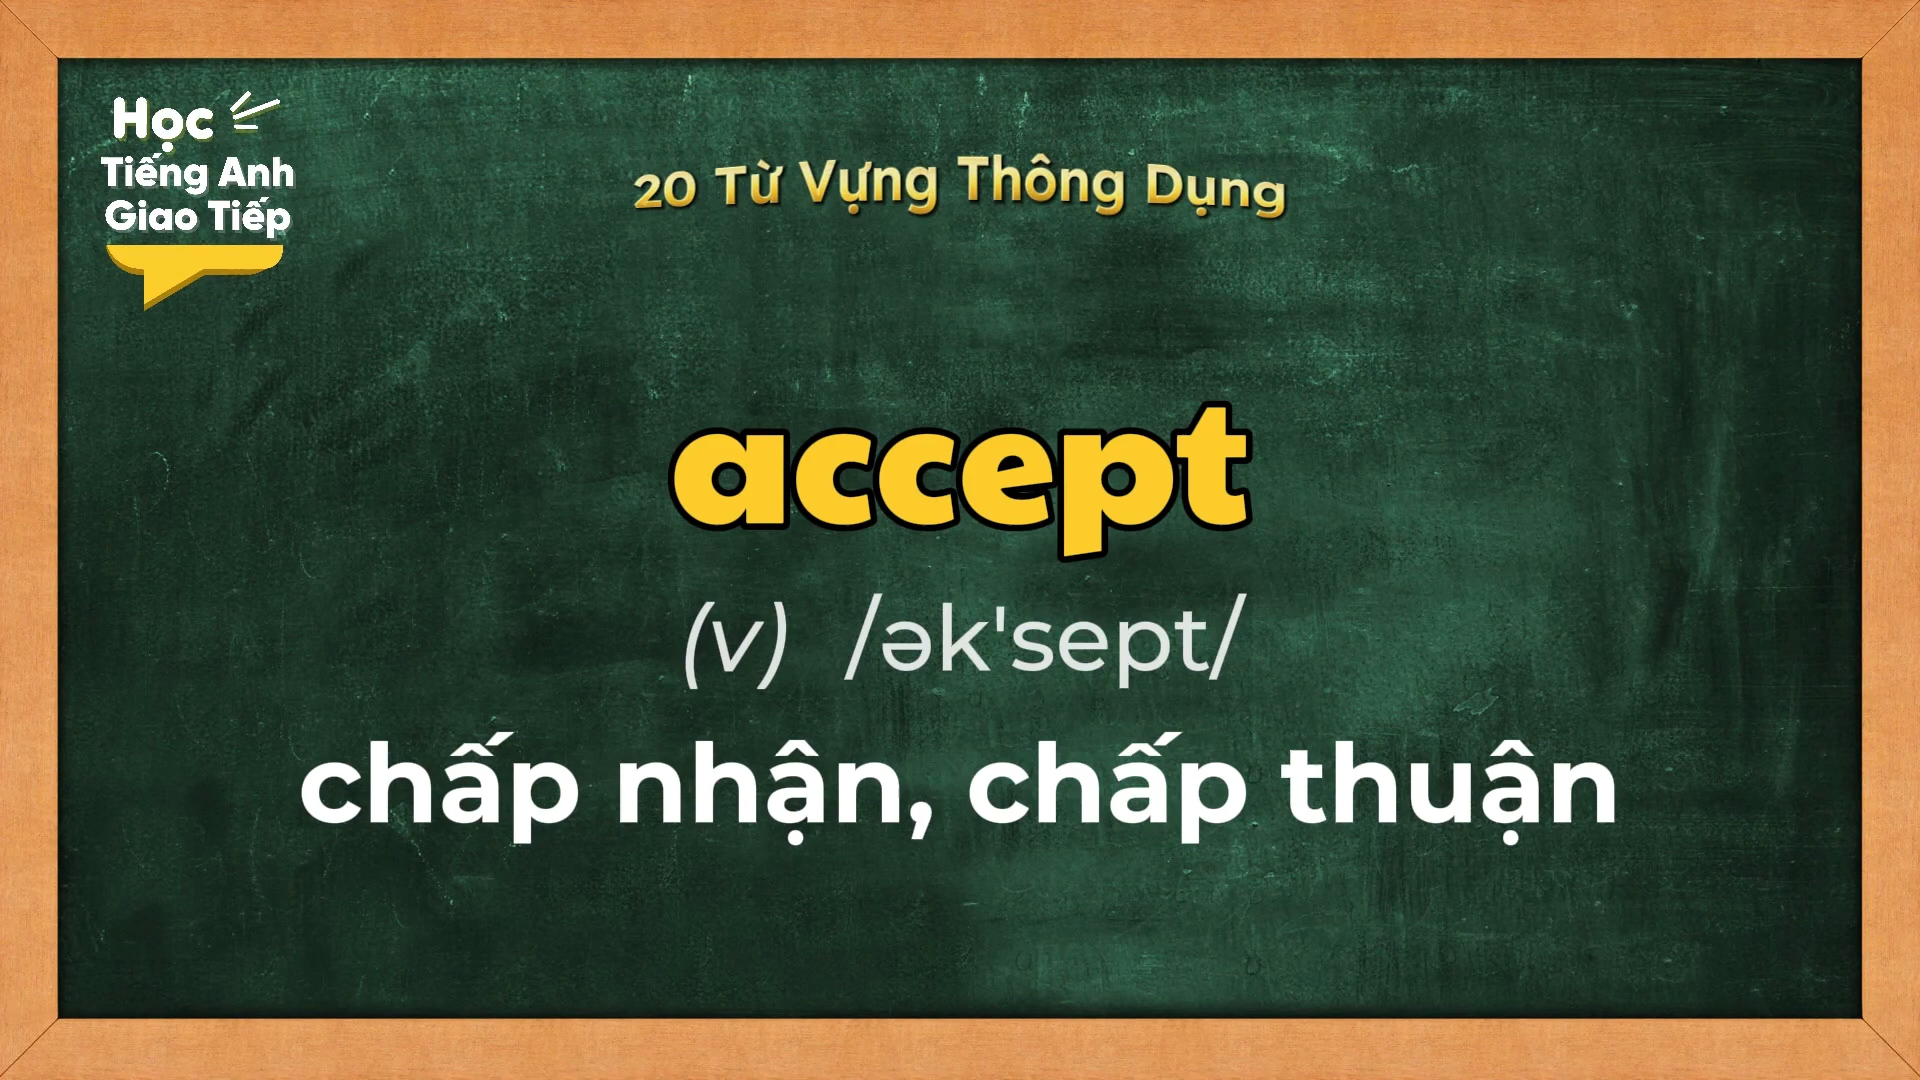 Học
Tiếng Anh
Giao Tiếp
20 Từ Vựng Thông Dụng
accept
(v) /ək'sept/
chấp nhận, chấp thuận